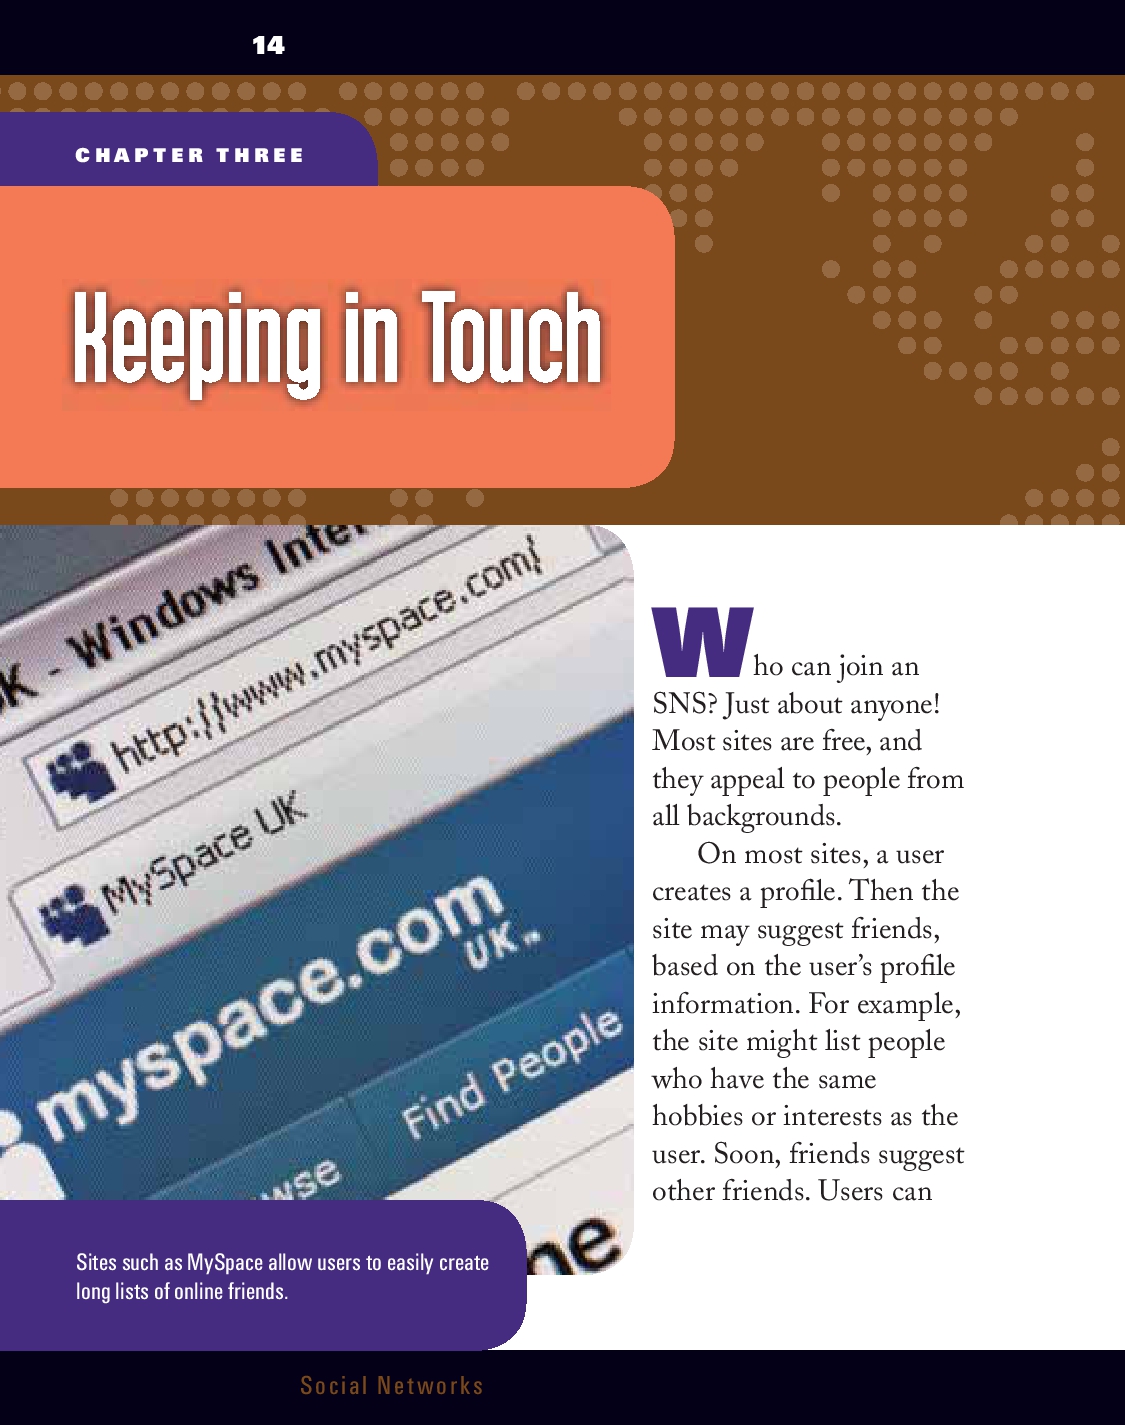 14
CHAPTER THREE
Keeping in Touch
K - Windows Inter
http://www.myspace.com/
MySpace UK
myspace.com
UK
Find People
wse
ne
Who can join an
SNS? Just about anyone!
Most sites are free, and
they appeal to people from
all backgrounds.
On most sites, a user
creates a profile. Then the
site may suggest friends,
based on the user’s profile
information. For example,
the site might list people
who have the same
hobbies or interests as the
user. Soon, friends suggest
other friends. Users can
Sites such as MySpace allow users to easily create
long lists of online friends.
Social Networks